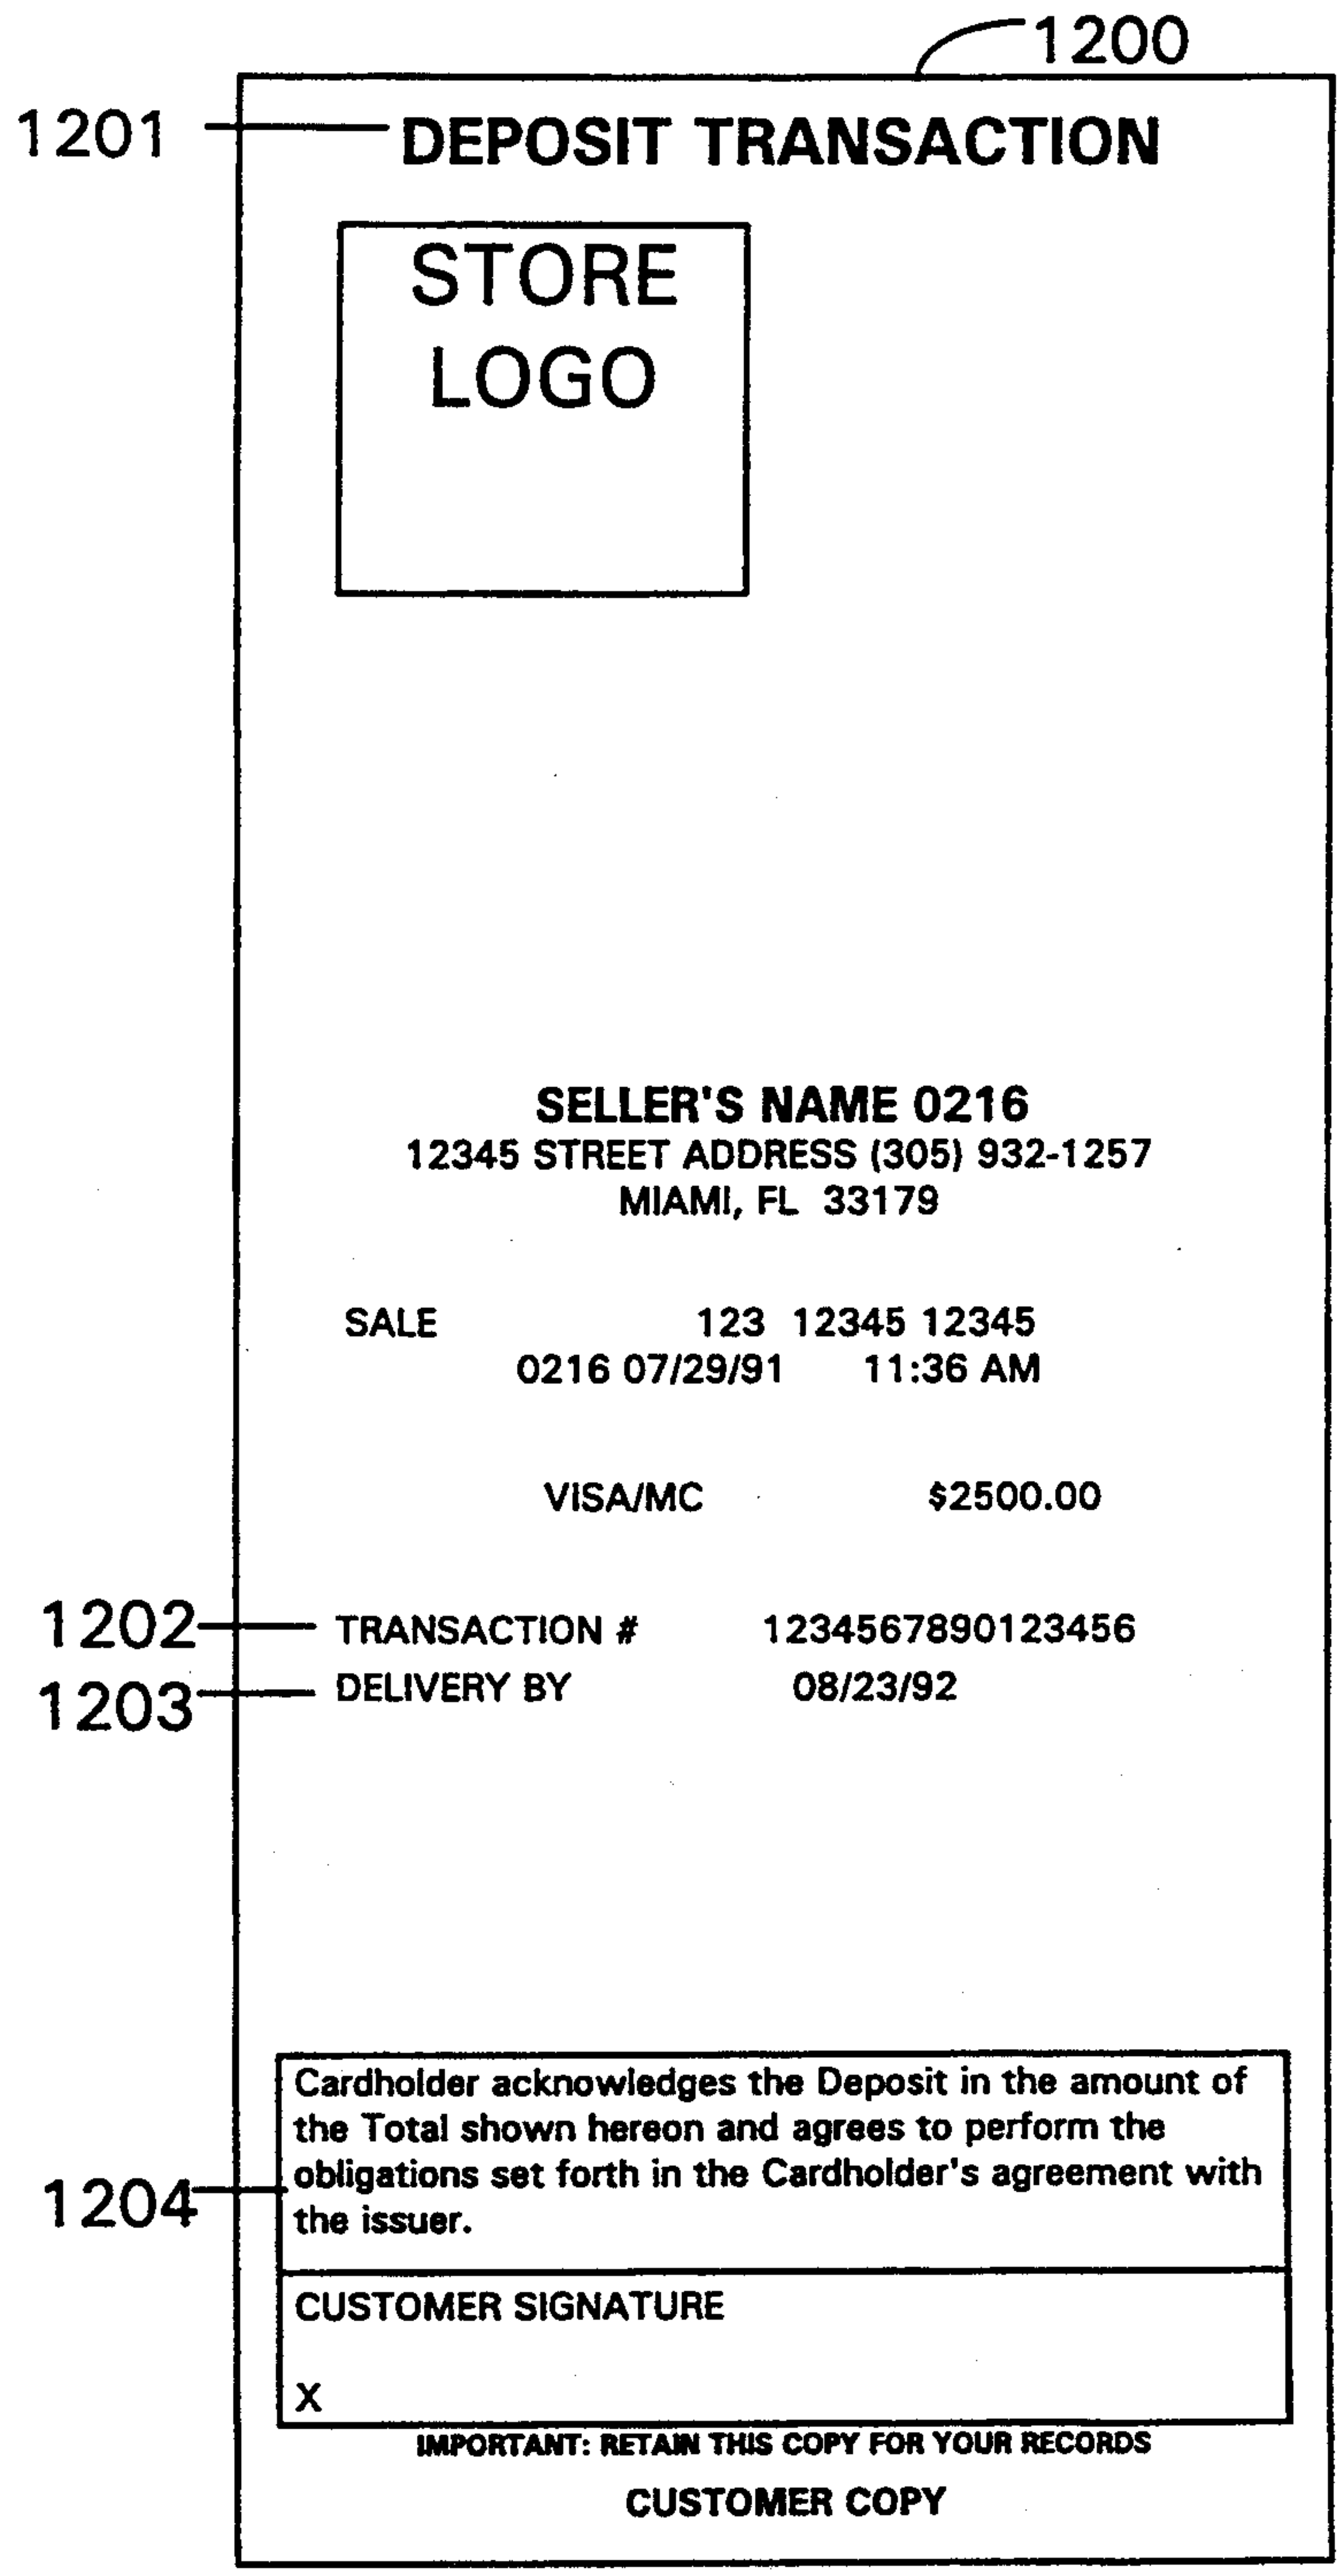 1200
1201 DEPOSIT TRANSACTION
STORE
LOGO
SELLER'S NAME 0216
12345 STREET ADDRESS (305) 932-1257
MIAMI, FL 33179
SALE 123 12345 12345
0216 07/29/91 11:36 AM
VISA/MC $2500.00
1202 TRANSACTION # 1234567890123456
1203 DELIVERY BY 08/23/92
Cardholder acknowledges the Deposit in the amount of
the Total shown hereon and agrees to perform the
obligations set forth in the Cardholder's agreement with
1204 the issuer.
CUSTOMER SIGNATURE
X
IMPORTANT: RETAIN THIS COPY FOR YOUR RECORDS
CUSTOMER COPY